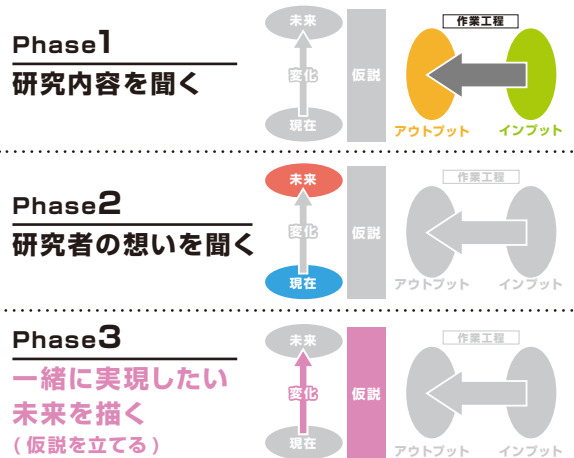 Phase1
研究内容を聞く
未来
変化
現在
仮説
作業工程
アウトプット
インプット
Phase2
研究者の想いを聞く
未来
変化
現在
仮説
作業工程
アウトプット
インプット
Phase3
一緒に実現したい
未来を描く
(仮説を立てる)
未来
変化
現在
仮説
作業工程
アウトプット
インプット